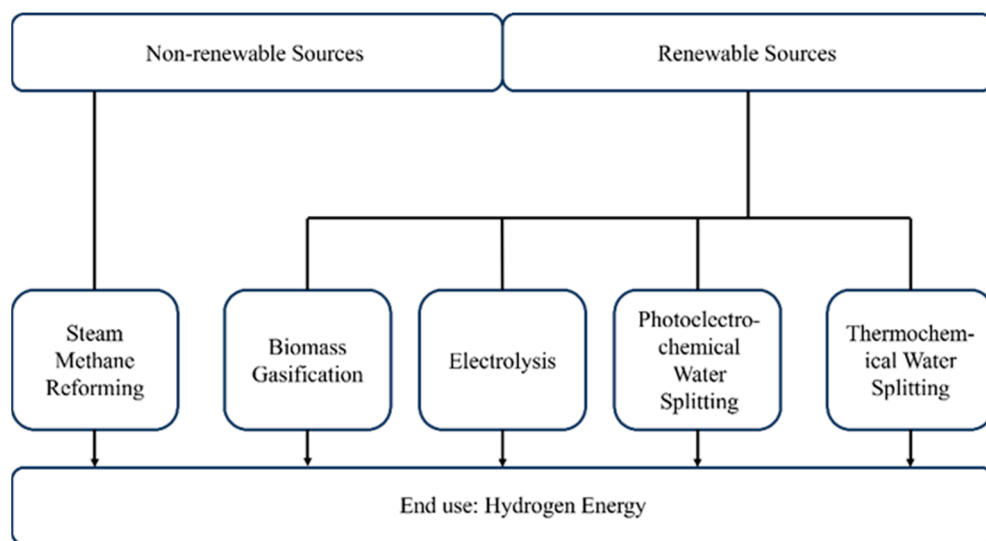 Non-renewable Sources
Renewable Sources
Steam
Methane
Reforming
Biomass
Gasification
Electrolysis
Photoelectro-
chemical
Water
Splitting
Thermochem-
ical Water
Splitting
End use: Hydrogen Energy